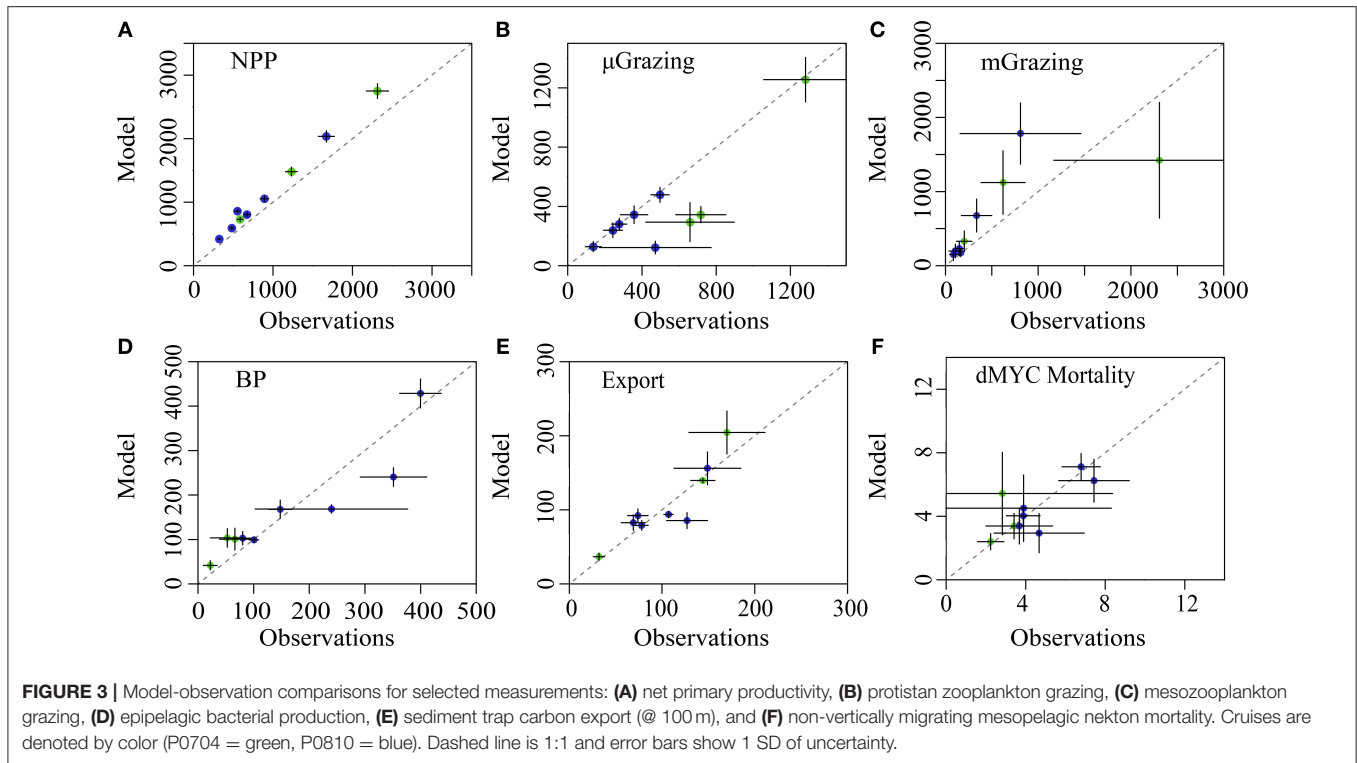 A
NPP
Model
0 1000 2000 3000
0 1000 2000 3000
Observations
B
μGrazing
Model
0 400 800 1200
0 400 800 1200
Observations
C
mGrazing
Model
0 1000 2000 3000
0 1000 2000 3000
Observations
D
BP
Model
0 100 200 300 400 500
0 100 200 300 400 500
Observations
E
Export
Model
0 100 200 300
0 100 200 300
Observations
F
dMYC Mortality
Model
0 4 8 12
0 4 8 12
Observations
FIGURE 3 | Model-observation comparisons for selected measurements: (A) net primary productivity, (B) protistan zooplankton grazing, (C) mesozooplankton
grazing, (D) epipelagic bacterial production, (E) sediment trap carbon export (@ 100 m), and (F) non-vertically migrating mesopelagic nekton mortality. Cruises are
denoted by color (P0704 = green, P0810 = blue). Dashed line is 1:1 and error bars show 1 SD of uncertainty.